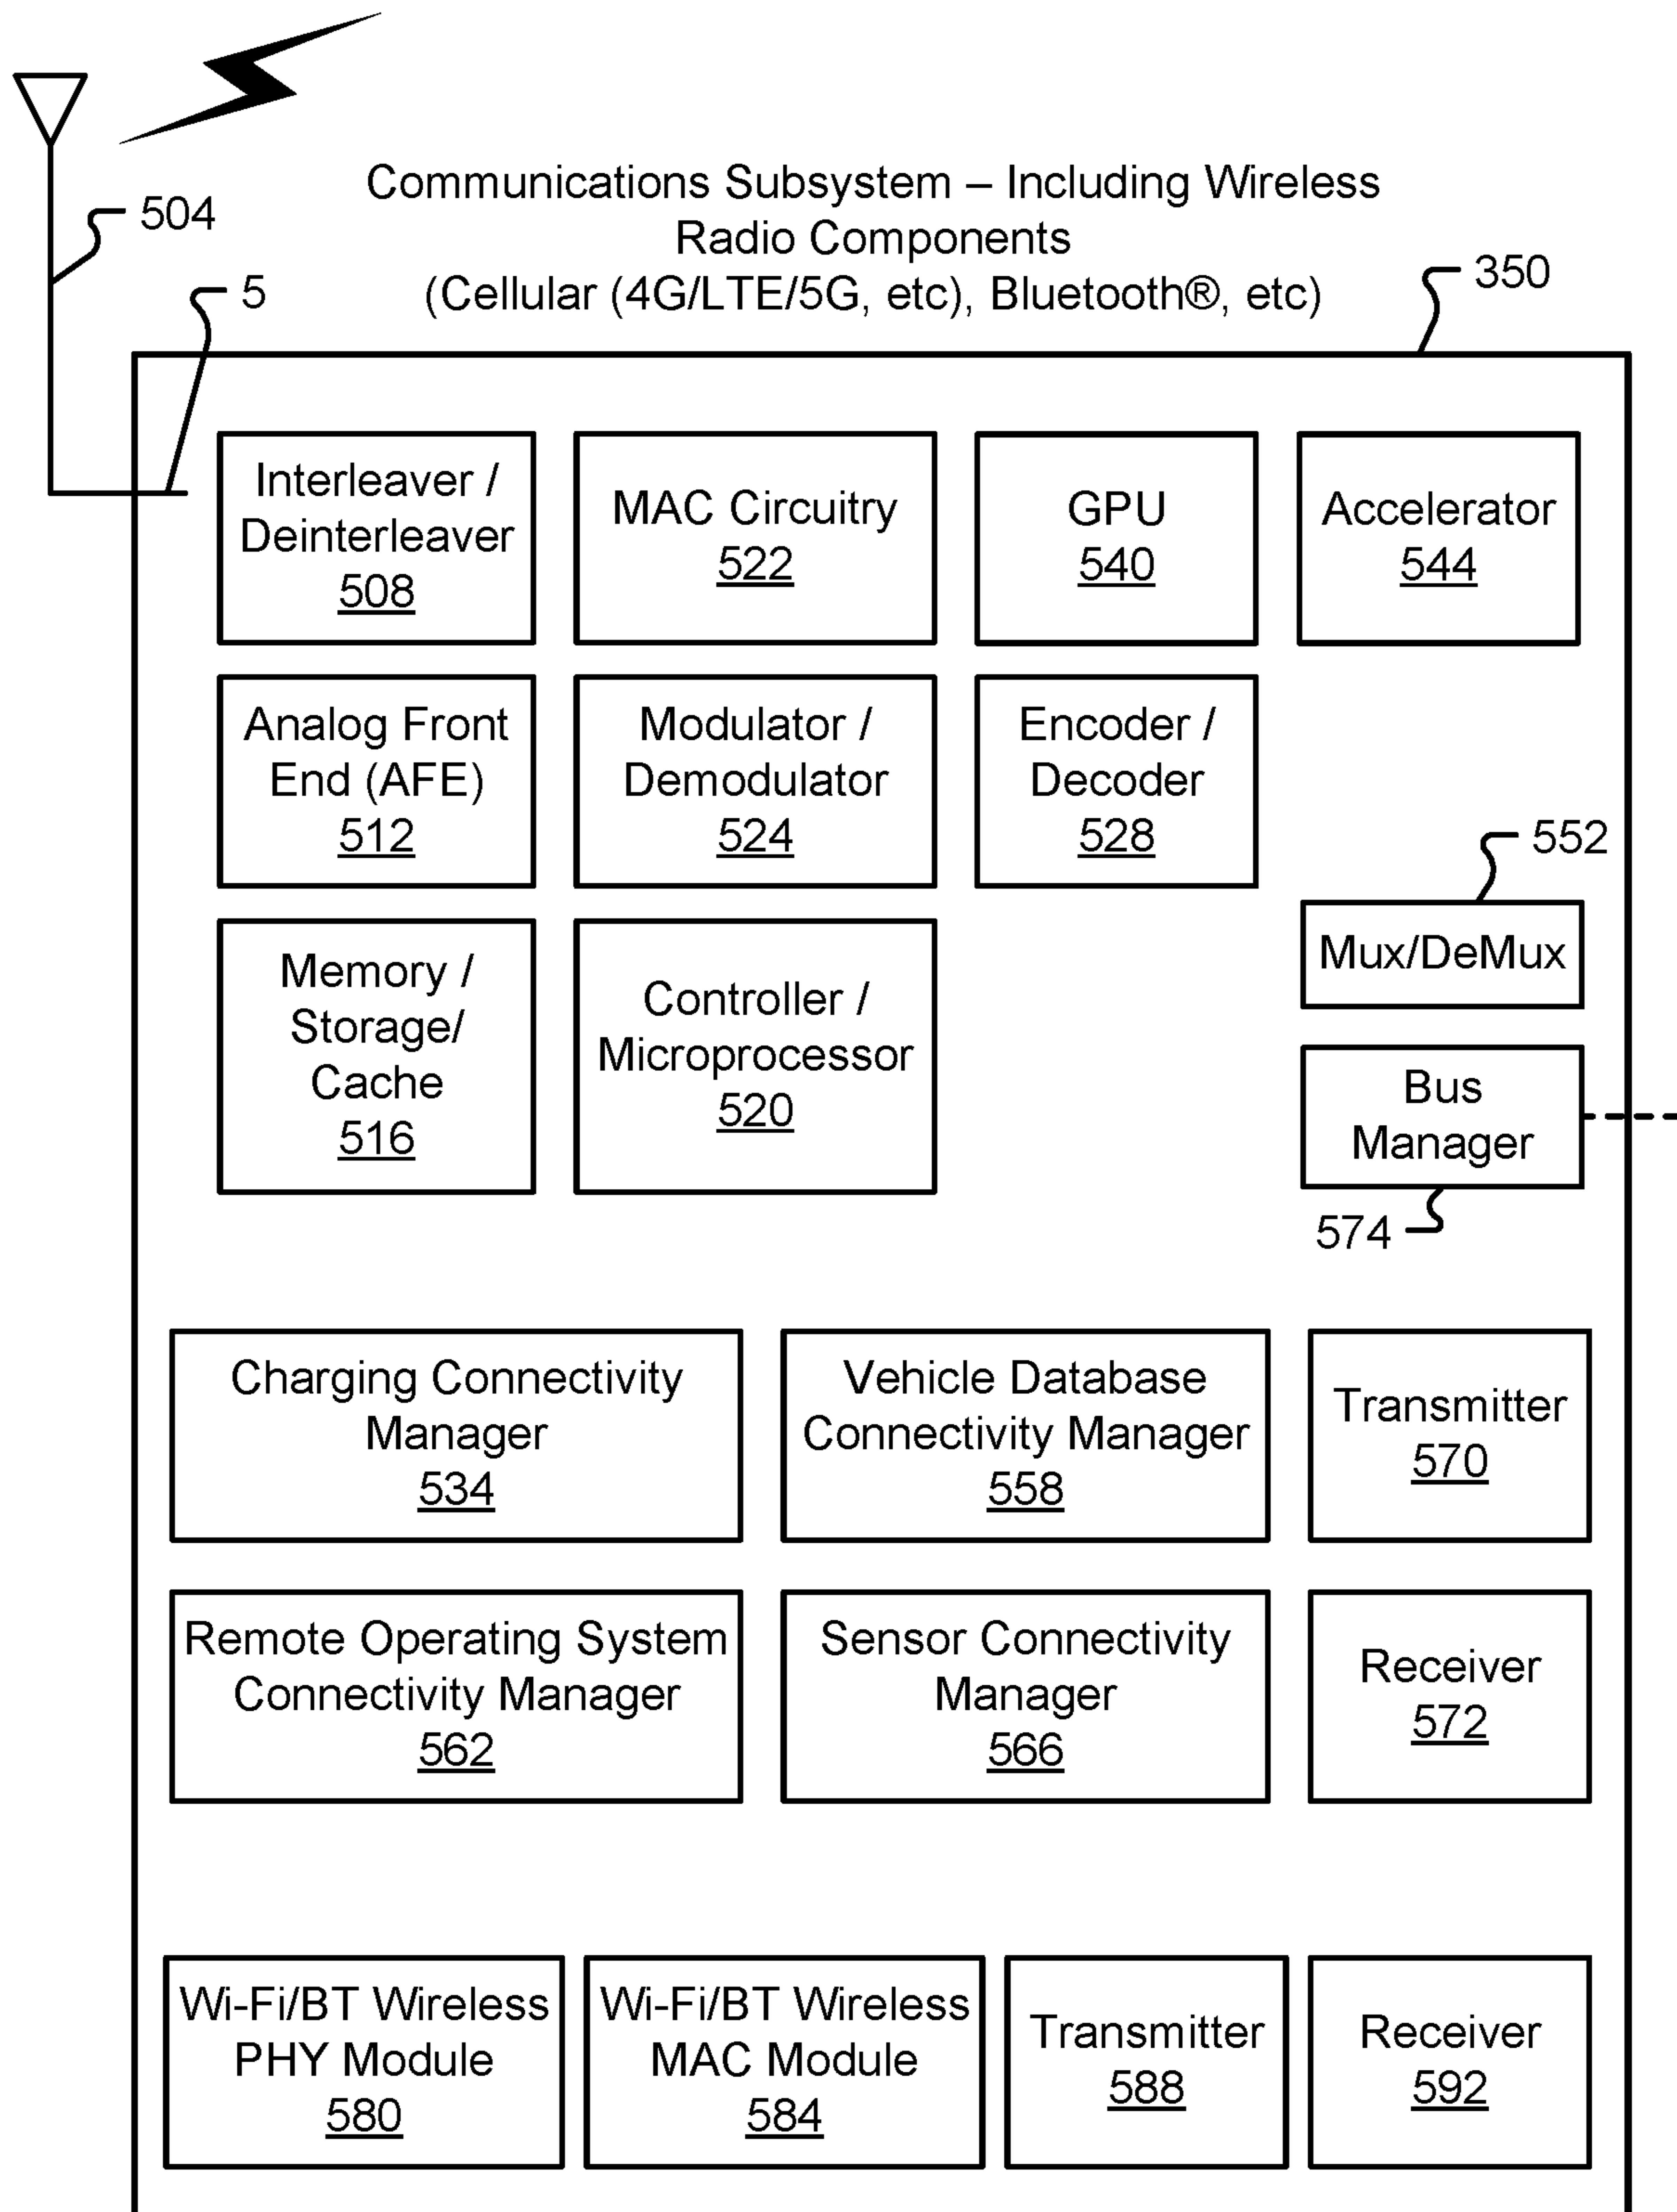 Communications Subsystem – Including Wireless
Radio Components
(Cellular (4G/LTE/5G, etc), Bluetooth®, etc)
504
5
350
Interleaver /
Deinterleaver
508
MAC Circuitry
522
GPU
540
Accelerator
544
Analog Front
End (AFE)
512
Modulator /
Demodulator
524
Encoder /
Decoder
528
552
Mux/DeMux
Memory /
Storage/
Cache
516
Controller /
Microprocessor
520
Bus
Manager
574
Charging Connectivity
Manager
534
Vehicle Database
Connectivity Manager
558
Transmitter
570
Remote Operating System
Connectivity Manager
562
Sensor Connectivity
Manager
566
Receiver
572
Wi-Fi/BT Wireless
PHY Module
580
Wi-Fi/BT Wireless
MAC Module
584
Transmitter
588
Receiver
592